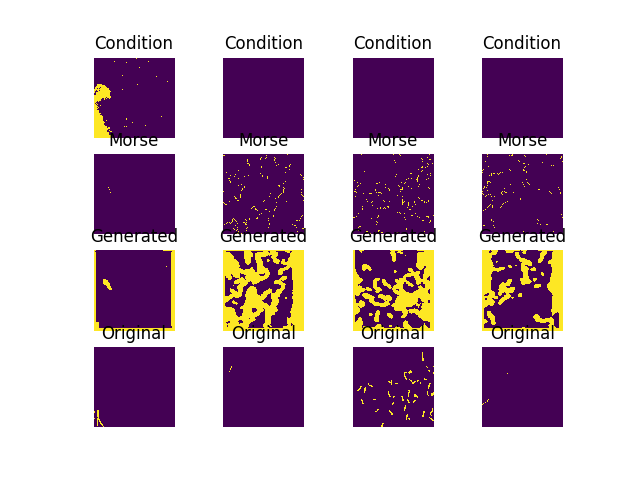 Condition Condition Condition Condition
Morse Morse Morse Morse
Generated Generated Generated Generated
Original Original Original Original